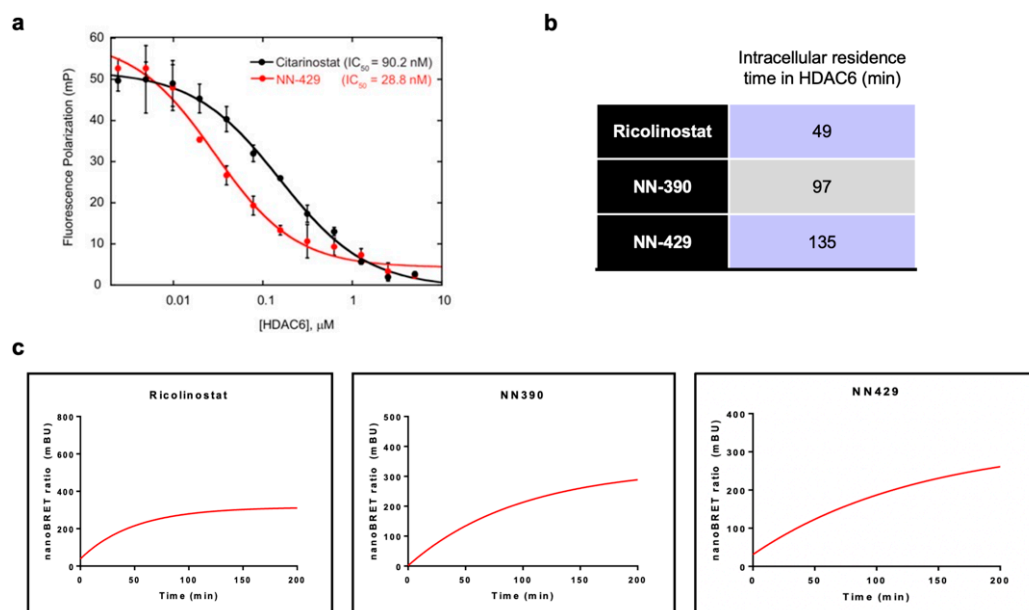 a
Citarinostat (IC50 = 90.2 nM)
NN-429 (IC50 = 28.8 nM)
Fluorescence Polarization (mP)
60
50
40
30
20
10
0
0.01 0.1 1 10
[HDAC6], μM
b
Intracellular residence
time in HDAC6 (min)
Ricolinostat 49
NN-390 97
NN-429 135
c
Ricolinostat
nanoBRET ratio (mBU)
800
600
400
200
0
0 50 100 150 200
Time (min)
NN390
nanoBRET ratio (mBU)
500
400
300
200
100
0
0 50 100 150 200
Time (min)
NN429
nanoBRET ratio (mBU)
400
300
200
100
0
0 50 100 150 200
Time (min)